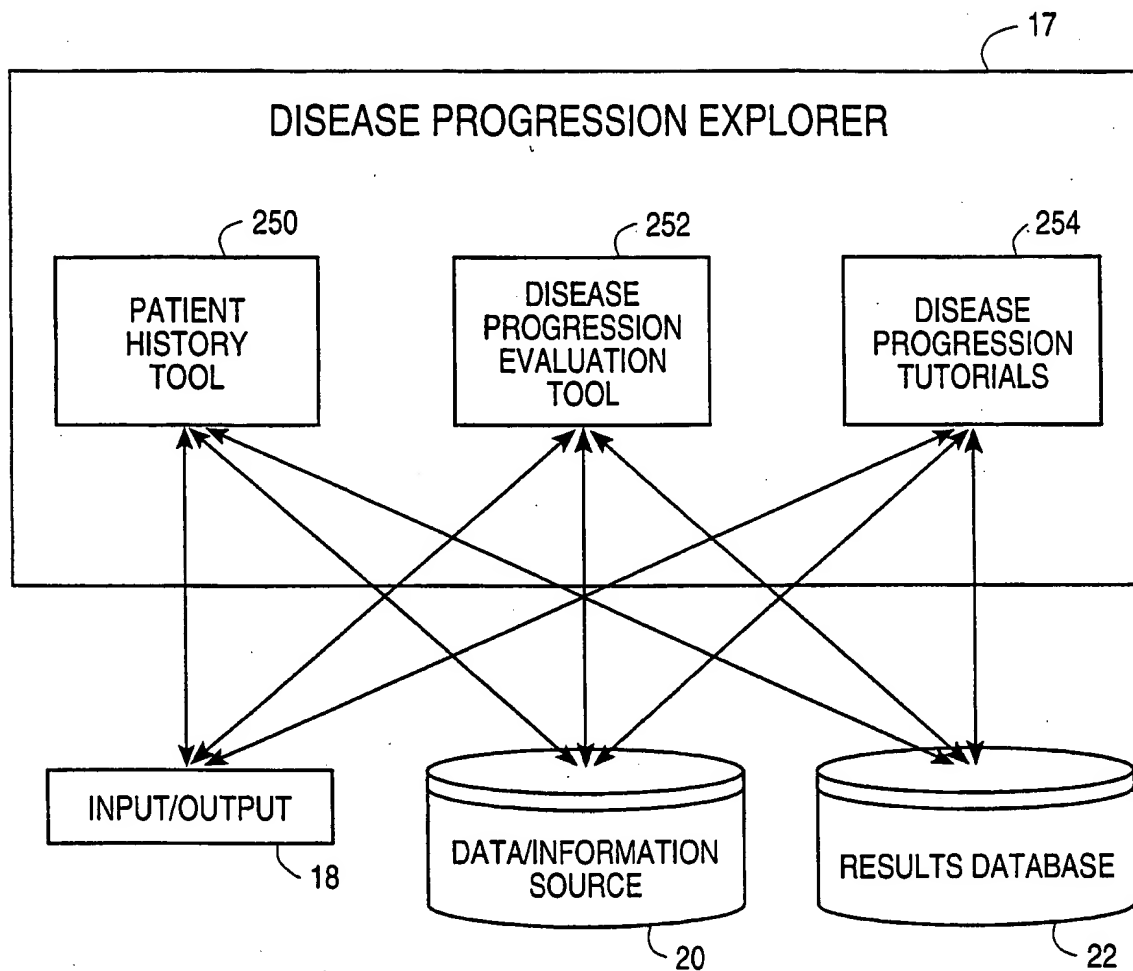 17
DISEASE PROGRESSION EXPLORER
250
252
254
PATIENT
HISTORY
TOOL
DISEASE
PROGRESSION
EVALUATION
TOOL
DISEASE
PROGRESSION
TUTORIALS
INPUT/OUTPUT
18
DATA/INFORMATION
SOURCE
20
RESULTS DATABASE
22